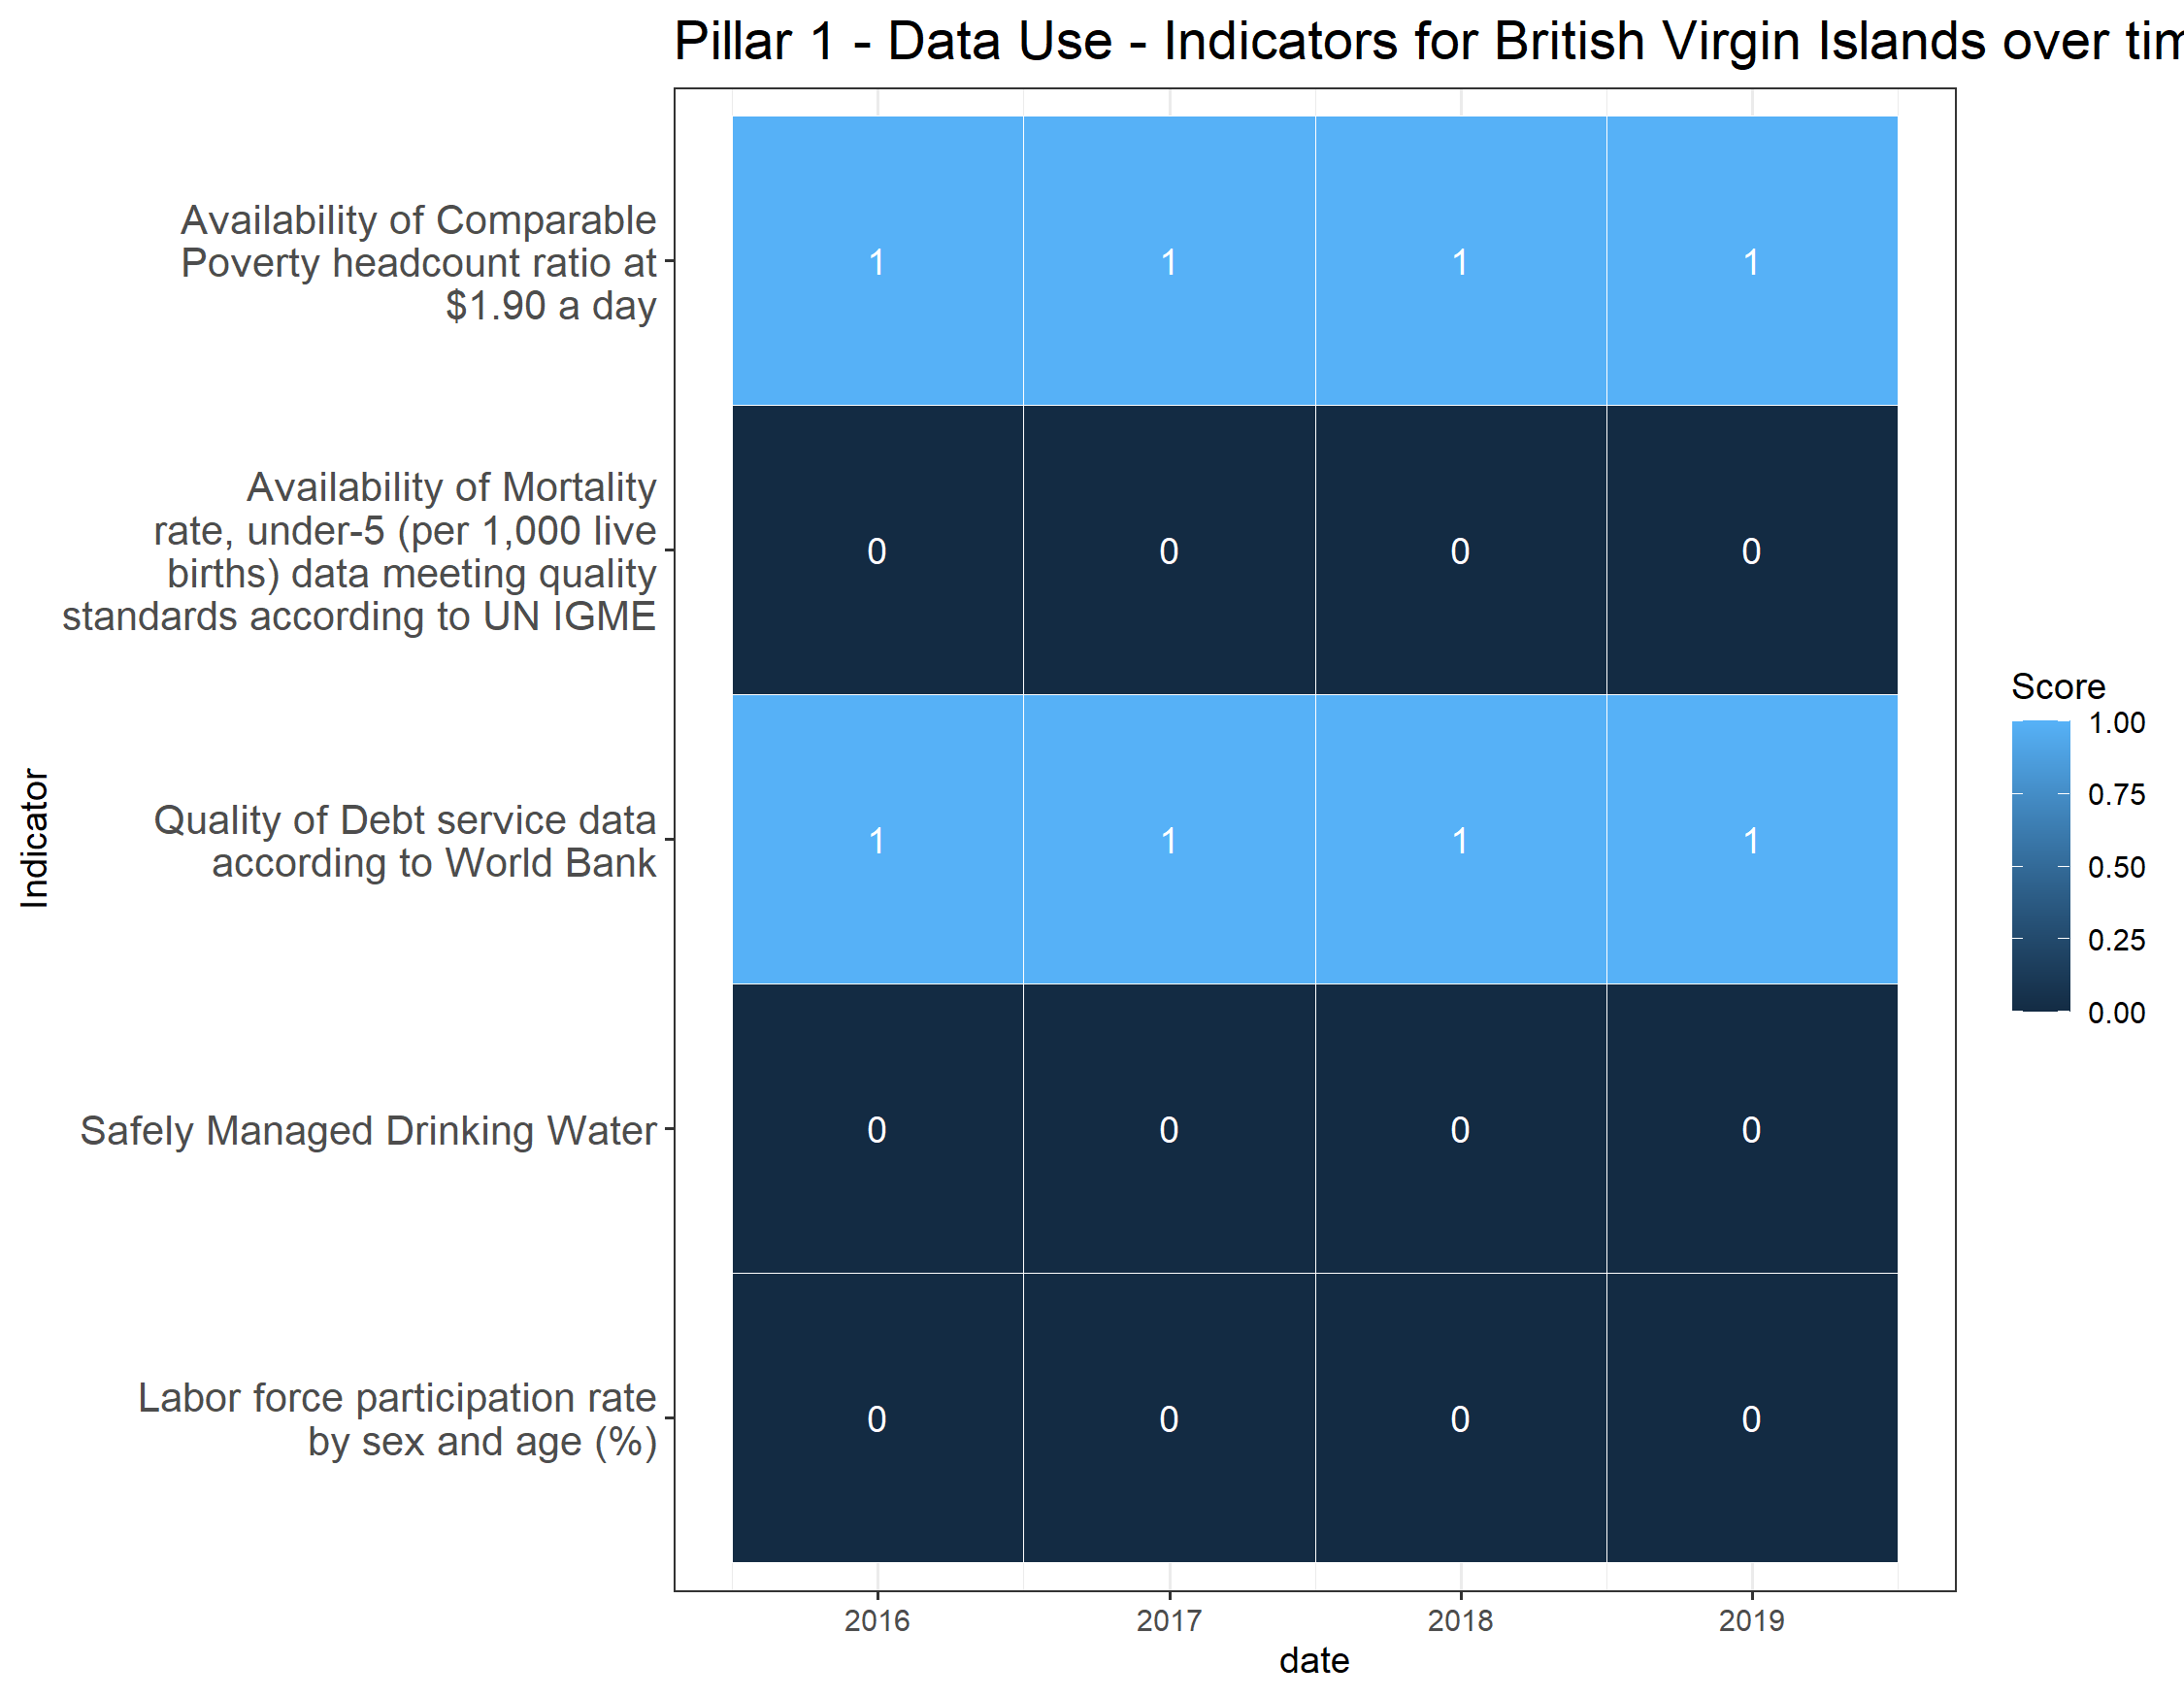 Pillar 1 - Data Use - Indicators for British Virgin Islands over tim
Availability of Comparable
Poverty headcount ratio at
$1.90 a day
1 1 1 1
Availability of Mortality
rate, under-5 (per 1,000 live
births) data meeting quality
standards according to UN IGME
0 0 0 0
Quality of Debt service data
according to World Bank
1 1 1 1
Safely Managed Drinking Water
0 0 0 0
Labor force participation rate
by sex and age (%)
0 0 0 0
Indicator
2016 2017 2018 2019
date
Score
1.00
0.75
0.50
0.25
0.00